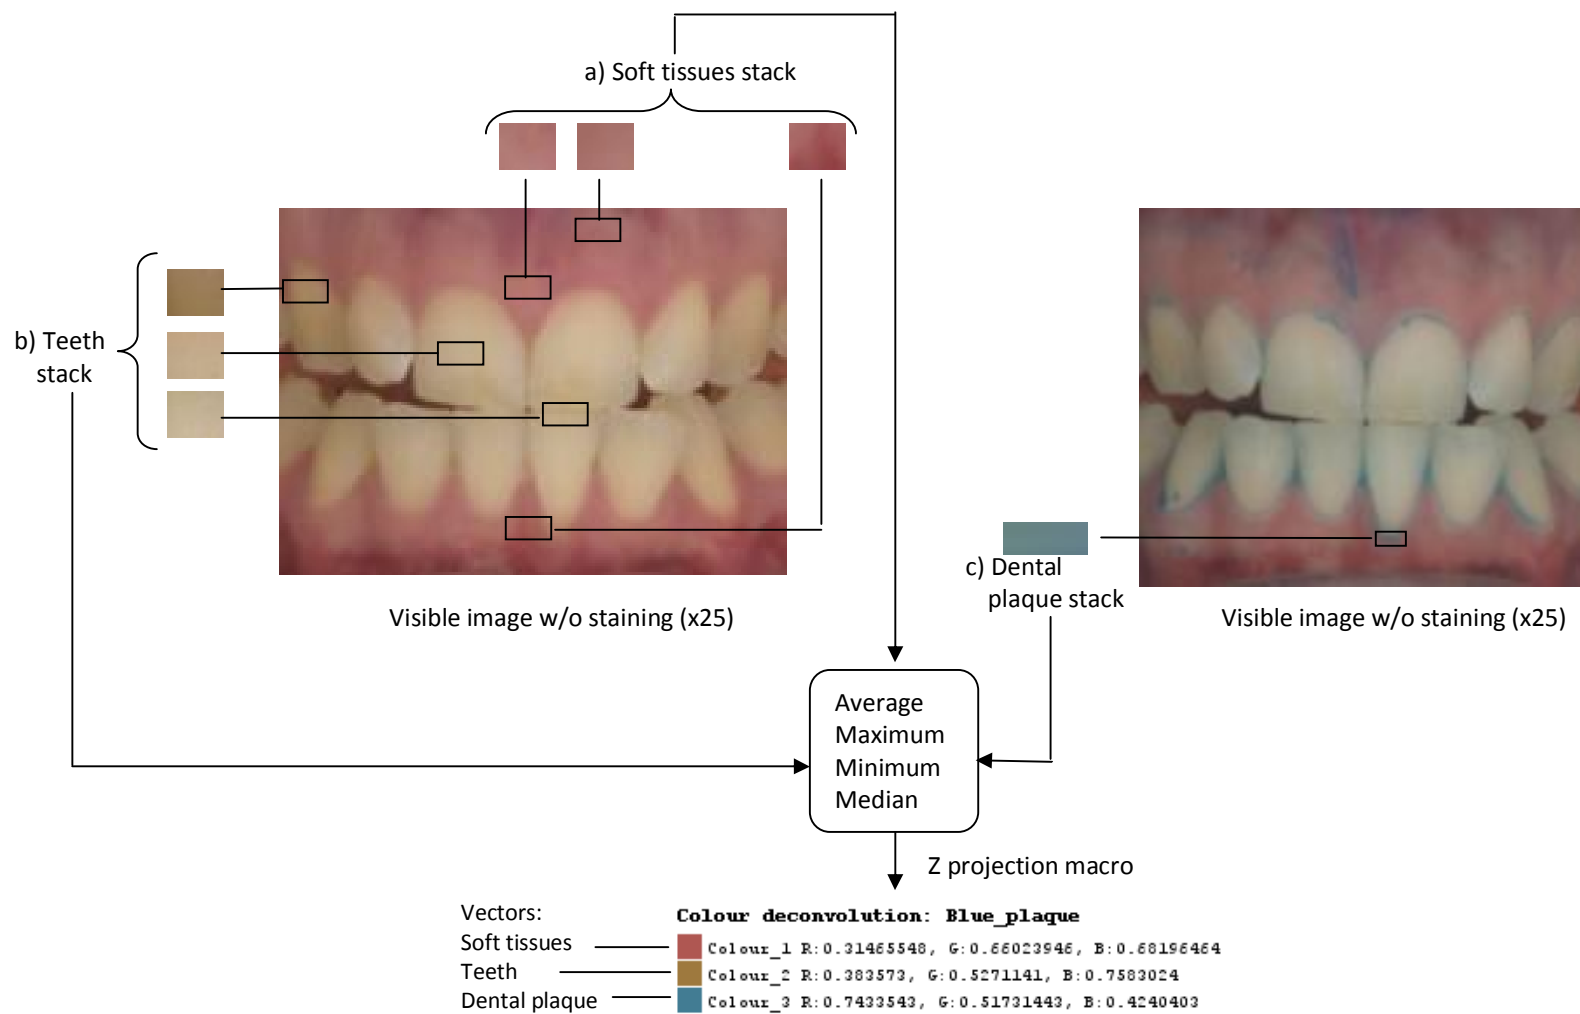 a) Soft tissues stack
b) Teeth
stack
c) Dental
plaque stack
Visible image w/o staining (x25)
Visible image w/o staining (x25)
Average
Maximum
Minimum
Median
Z projection macro
Vectors:
Soft tissues
Teeth
Dental plaque
Colour deconvolution: Blue_plaque
Colour_1 R:0.31465548, G:0.66023946, B:0.68196464
Colour_2 R:0.383573, G:0.5271141, B:0.7583024
Colour_3 R:0.7433543, G:0.51731443, B:0.4240403